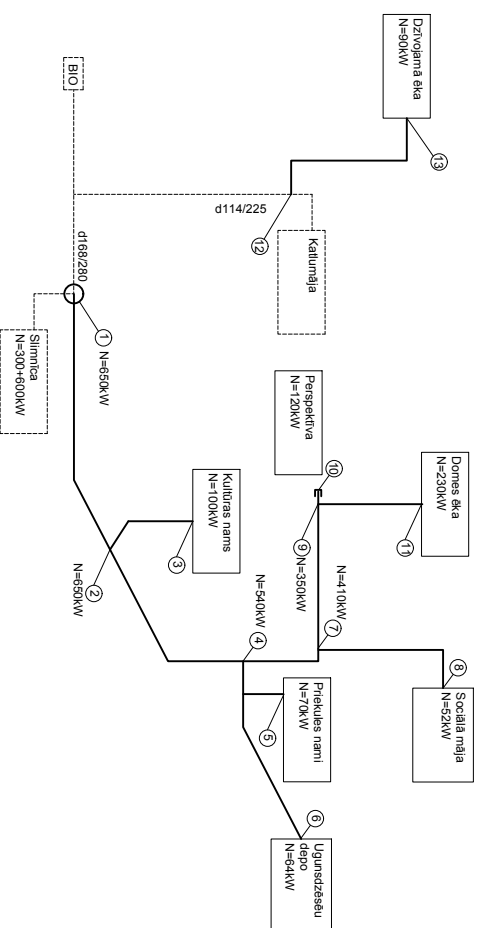 Dzīvojamā ēka
N=90kW
13
BIO
d114/225
12
Katlumāja
d168/280
1
N=650kW
Slimnīca
N=300+600kW
Perspektīva
N=120kW
10
Domes ēka
N=230kW
11
9
N=350kW
N=410kW
7
Kultūras nams
N=100kW
3
2
N=650kW
N=540kW
4
8
Sociālā māja
N=52kW
Priekules nami
N=70kW
5
6
Ugunsdzēsēu
depo
N=64kW